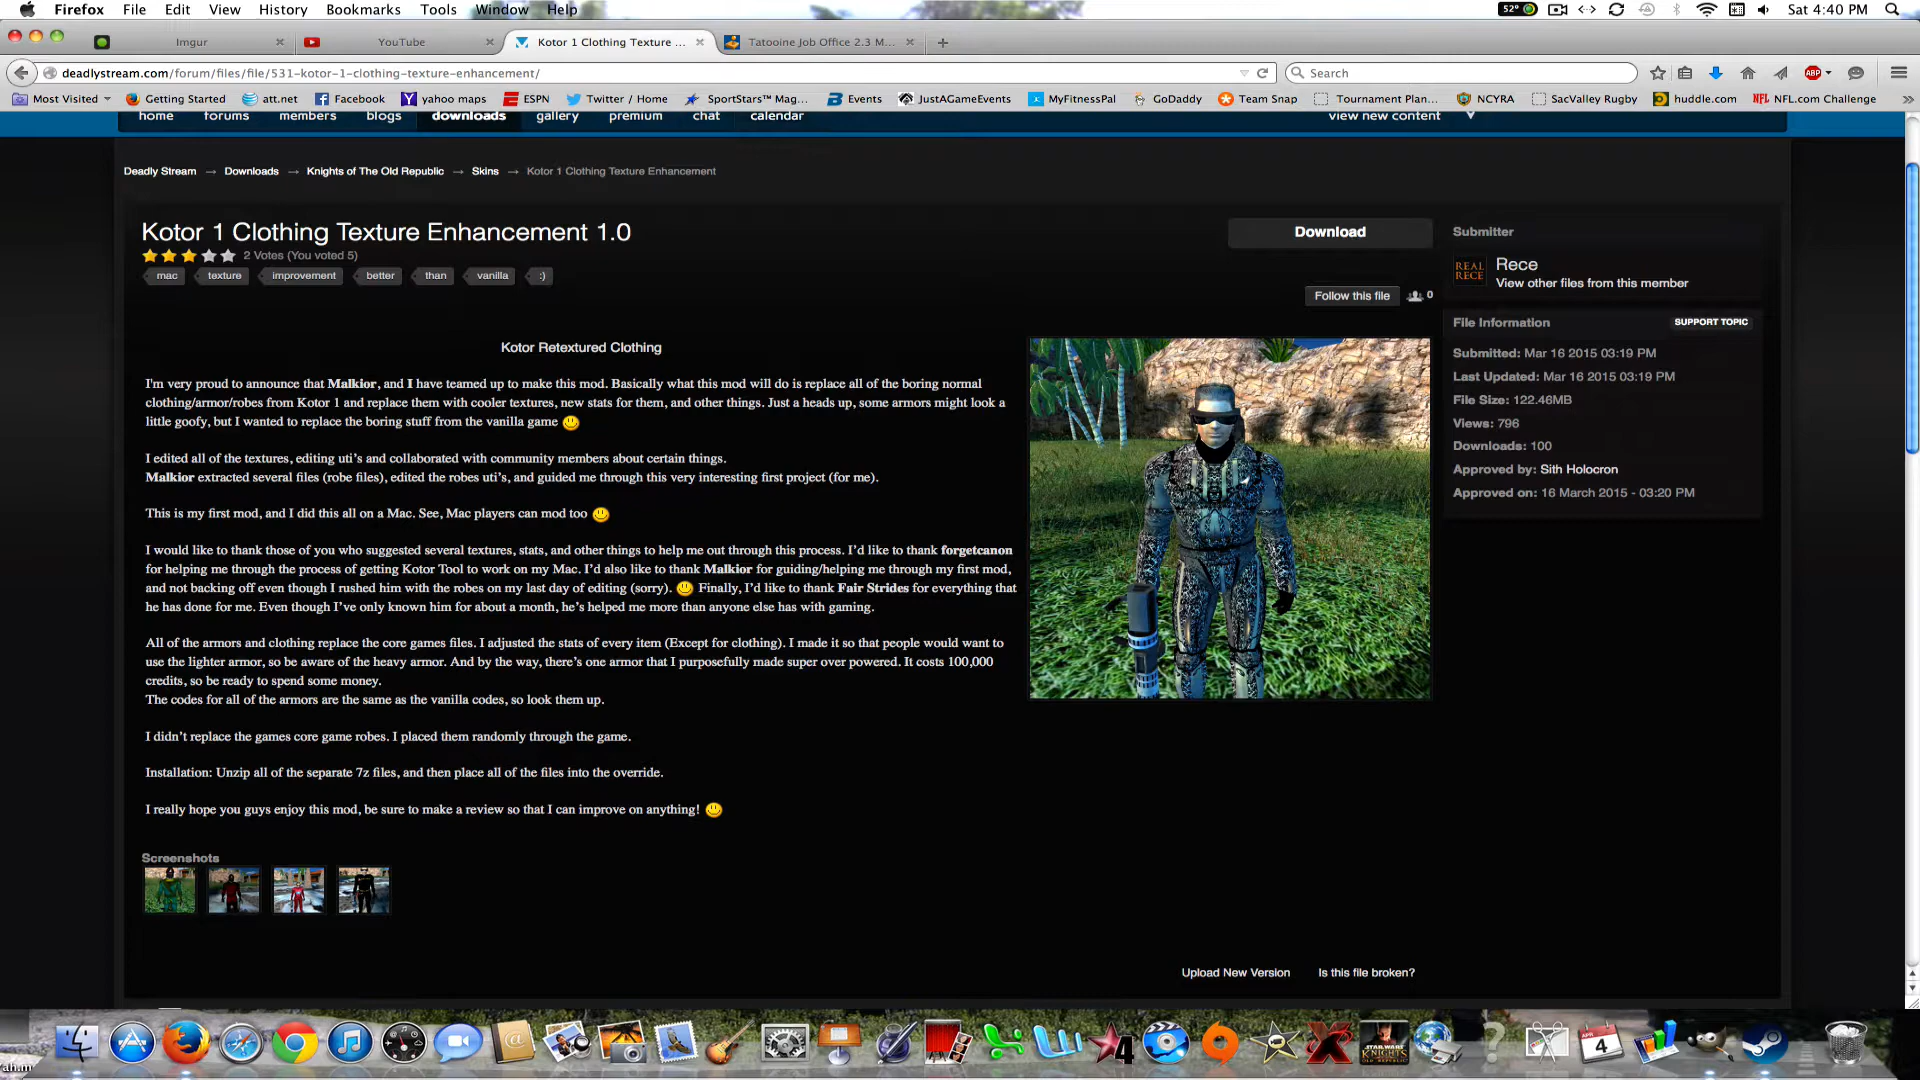 Firefox File Edit View History Bookmarks Tools Window Help 52° Sat 4:40 PM
Imgur YouTube Kotor 1 Clothing Texture ... Tatooine Job Office 2.3 M...
deadlystream.com/forum/files/file/531-kotor-1-clothing-texture-enhancement/ Search ABP
Most Visited Getting Started att.net Facebook yahoo maps ESPN Twitter / Home SportStars™ Mag... Events JustAGameEvents MyFitnessPal GoDaddy Team Snap Tournament Plan... NCYRA SacValley Rugby huddle.com NFL.com Challenge
home forums members blogs downloads gallery premium chat calendar view new content
Deadly Stream → Downloads → Knights of The Old Republic → Skins → Kotor 1 Clothing Texture Enhancement
Kotor 1 Clothing Texture Enhancement 1.0
2 Votes (You voted 5)
mac texture improvement better than vanilla :)
Download
Follow this file 0
Submitter
REAL RECE
Rece
View other files from this member
File Information SUPPORT TOPIC
Submitted: Mar 16 2015 03:19 PM
Last Updated: Mar 16 2015 03:19 PM
File Size: 122.46MB
Views: 796
Downloads: 100
Approved by: Sith Holocron
Approved on: 16 March 2015 - 03:20 PM
Kotor Retextured Clothing
I'm very proud to announce that Malkior, and I have teamed up to make this mod. Basically what this mod will do is replace all of the boring normal
clothing/armor/robes from Kotor 1 and replace them with cooler textures, new stats for them, and other things. Just a heads up, some armors might look a
little goofy, but I wanted to replace the boring stuff from the vanilla game
I edited all of the textures, editing uti's and collaborated with community members about certain things.
Malkior extracted several files (robe files), edited the robes uti's, and guided me through this very interesting first project (for me).
This is my first mod, and I did this all on a Mac. See, Mac players can mod too
I would like to thank those of you who suggested several textures, stats, and other things to help me out through this process. I'd like to thank forgetcanon
for helping me through the process of getting Kotor Tool to work on my Mac. I'd also like to thank Malkior for guiding/helping me through my first mod,
and not backing off even though I rushed him with the robes on my last day of editing (sorry). Finally, I'd like to thank Fair Strides for everything that
he has done for me. Even though I've only known him for about a month, he's helped me more than anyone else has with gaming.
All of the armors and clothing replace the core games files. I adjusted the stats of every item (Except for clothing). I made it so that people would want to
use the lighter armor, so be aware of the heavy armor. And by the way, there's one armor that I purposefully made super over powered. It costs 100,000
credits, so be ready to spend some money.
The codes for all of the armors are the same as the vanilla codes, so look them up.
I didn't replace the games core game robes. I placed them randomly through the game.
Installation: Unzip all of the separate 7z files, and then place all of the files into the override.
I really hope you guys enjoy this mod, be sure to make a review so that I can improve on anything!
Screenshots
Upload New Version Is this file broken?
4 KNIGHTS APR 4